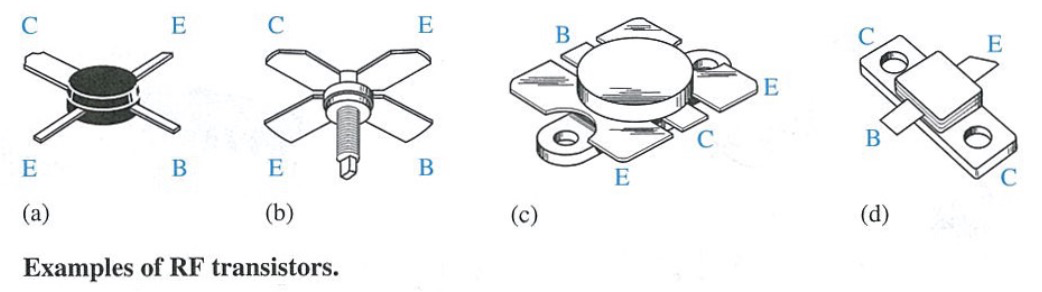 C E C E B C E
E
E B E B C B
E C
(a) (b) (c) (d)
Examples of RF transistors.